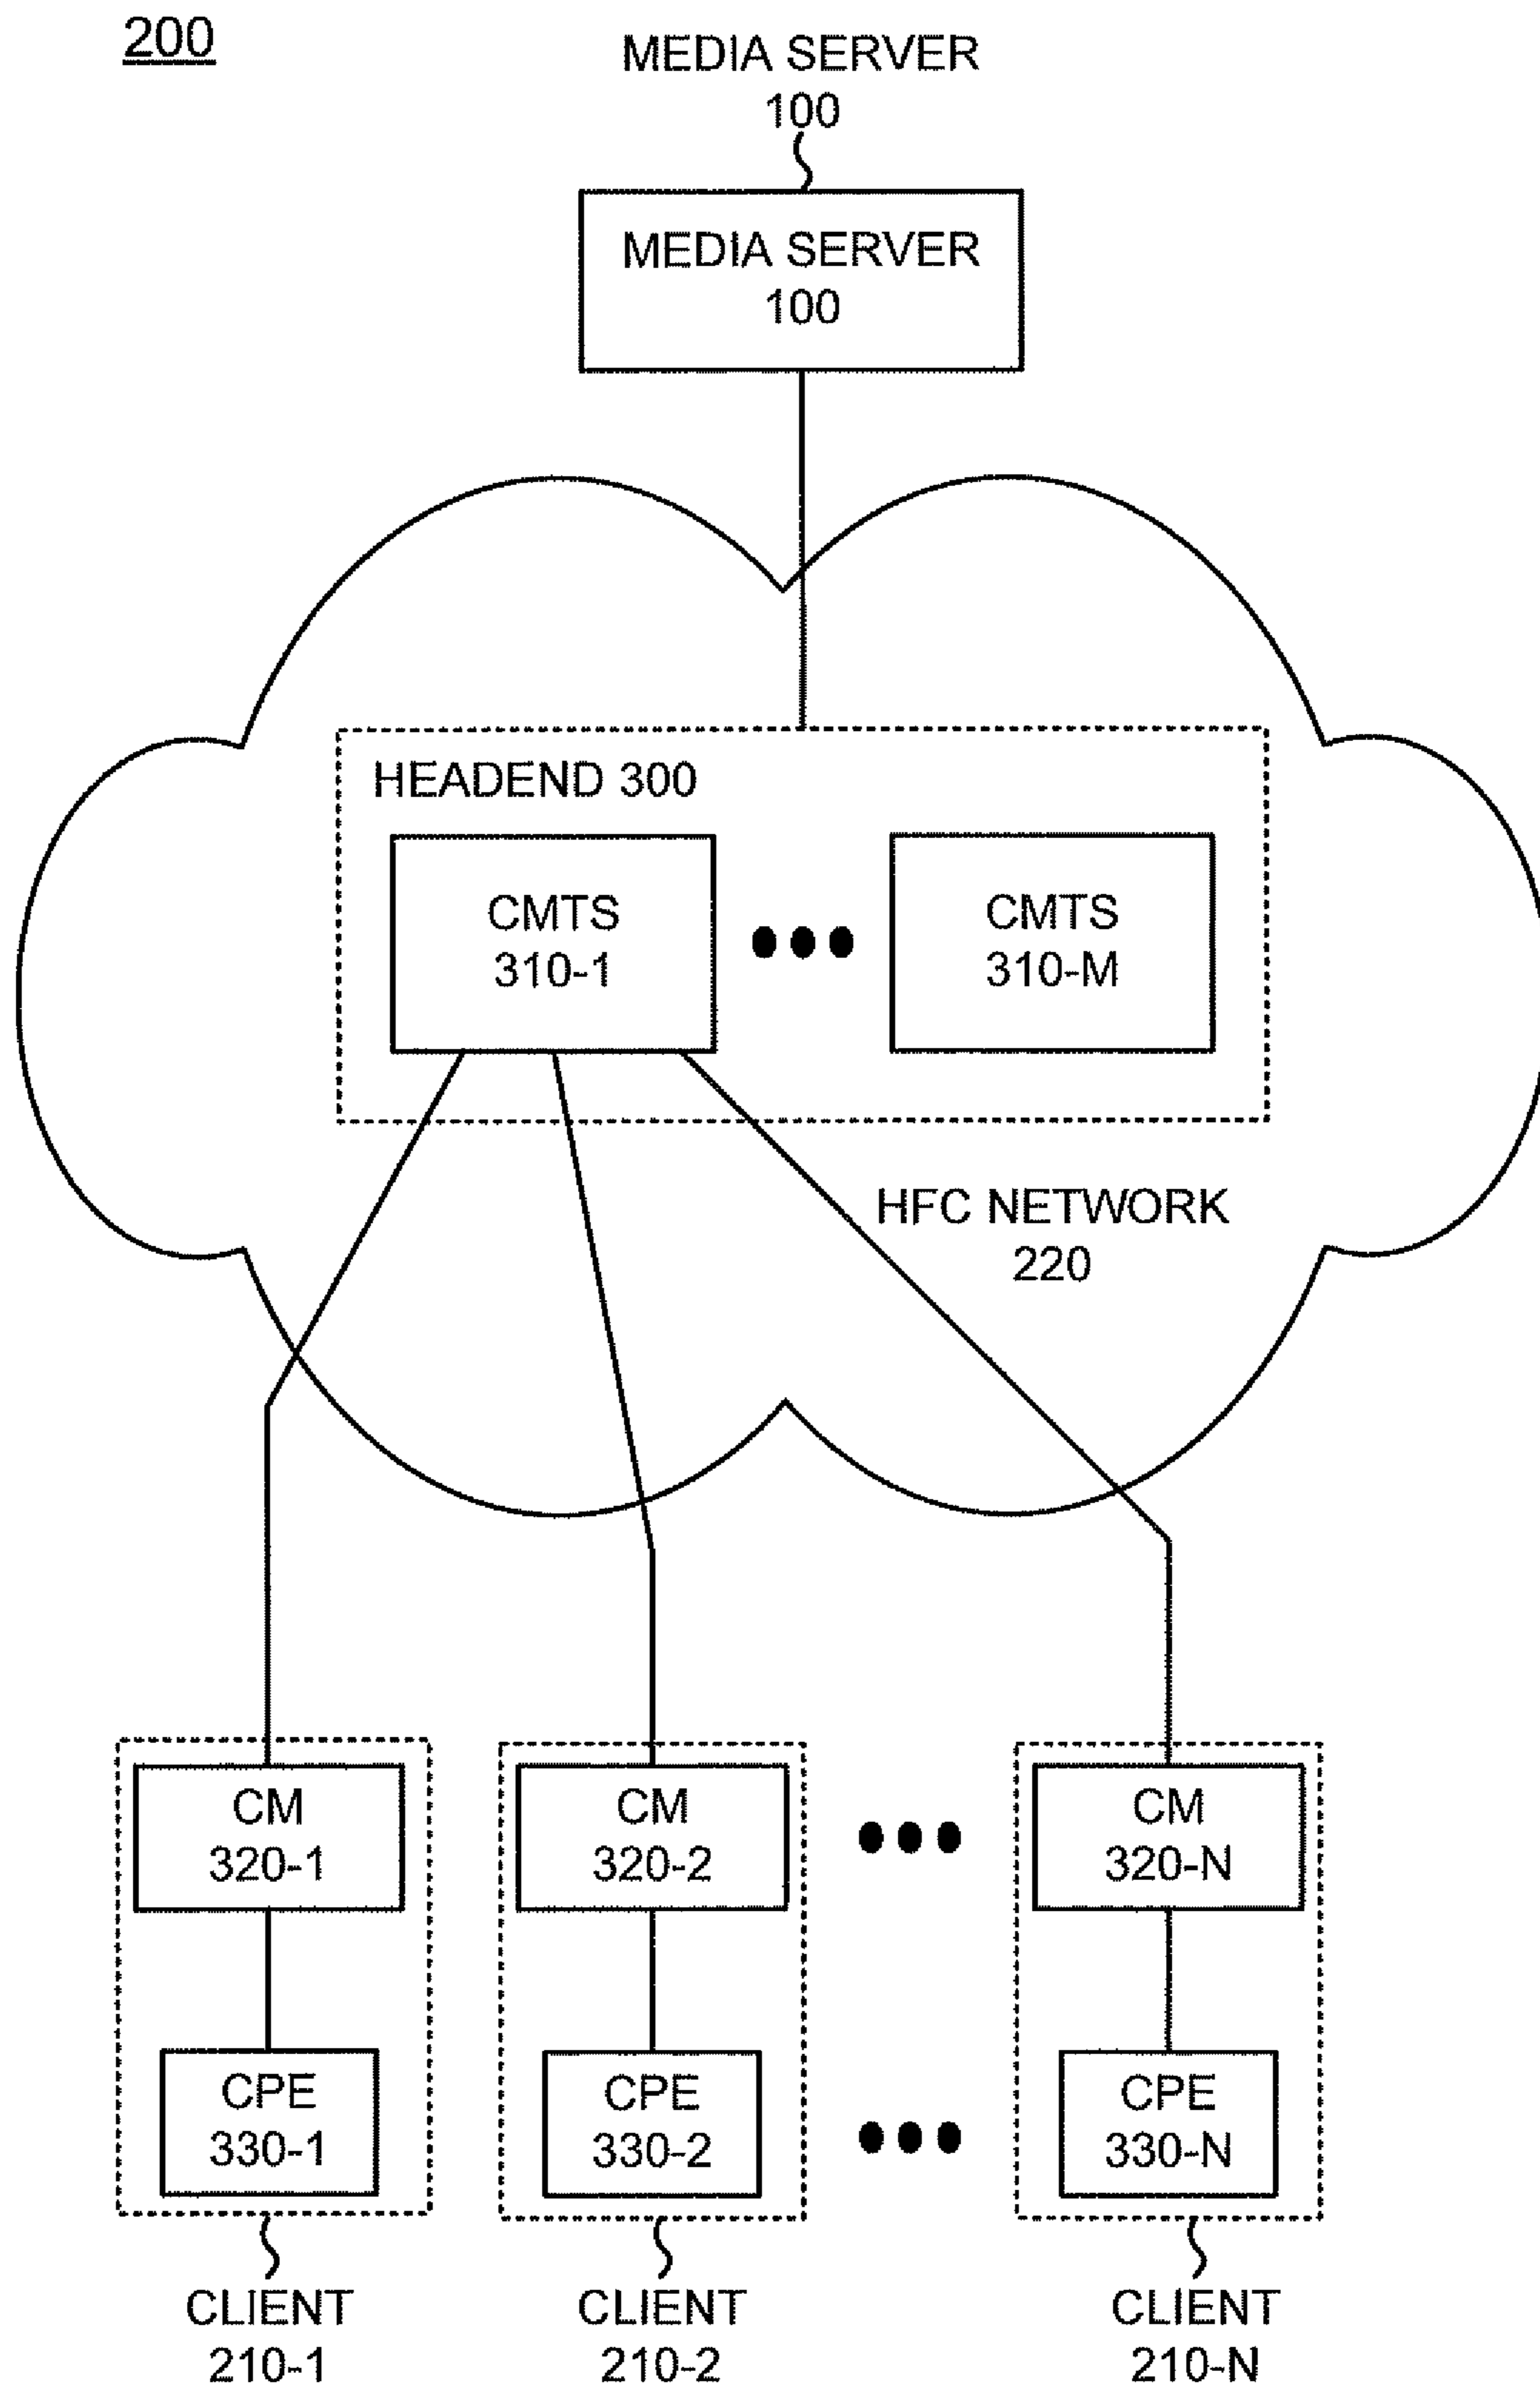 200
MEDIA SERVER
100
MEDIA SERVER
100
HEADEND 300
CMTS
310-1
CMTS
310-M
HFC NETWORK
220
CM
320-1
CM
320-2
CM
320-N
CPE
330-1
CPE
330-2
CPE
330-N
CLIENT
210-1
CLIENT
210-2
CLIENT
210-N